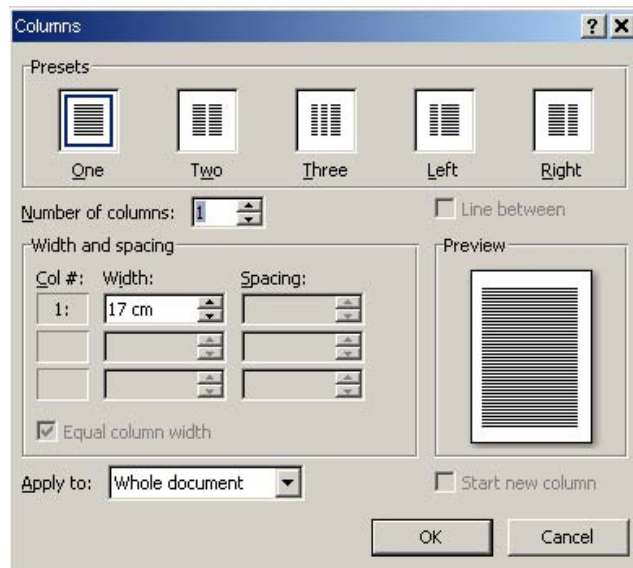 Columns
Presets
One Two Three Left Right
Number of columns: 1 Line between
Width and spacing Preview
Col #: Width: Spacing:
1: 17 cm
Equal column width
Apply to: Whole document Start new column
OK Cancel